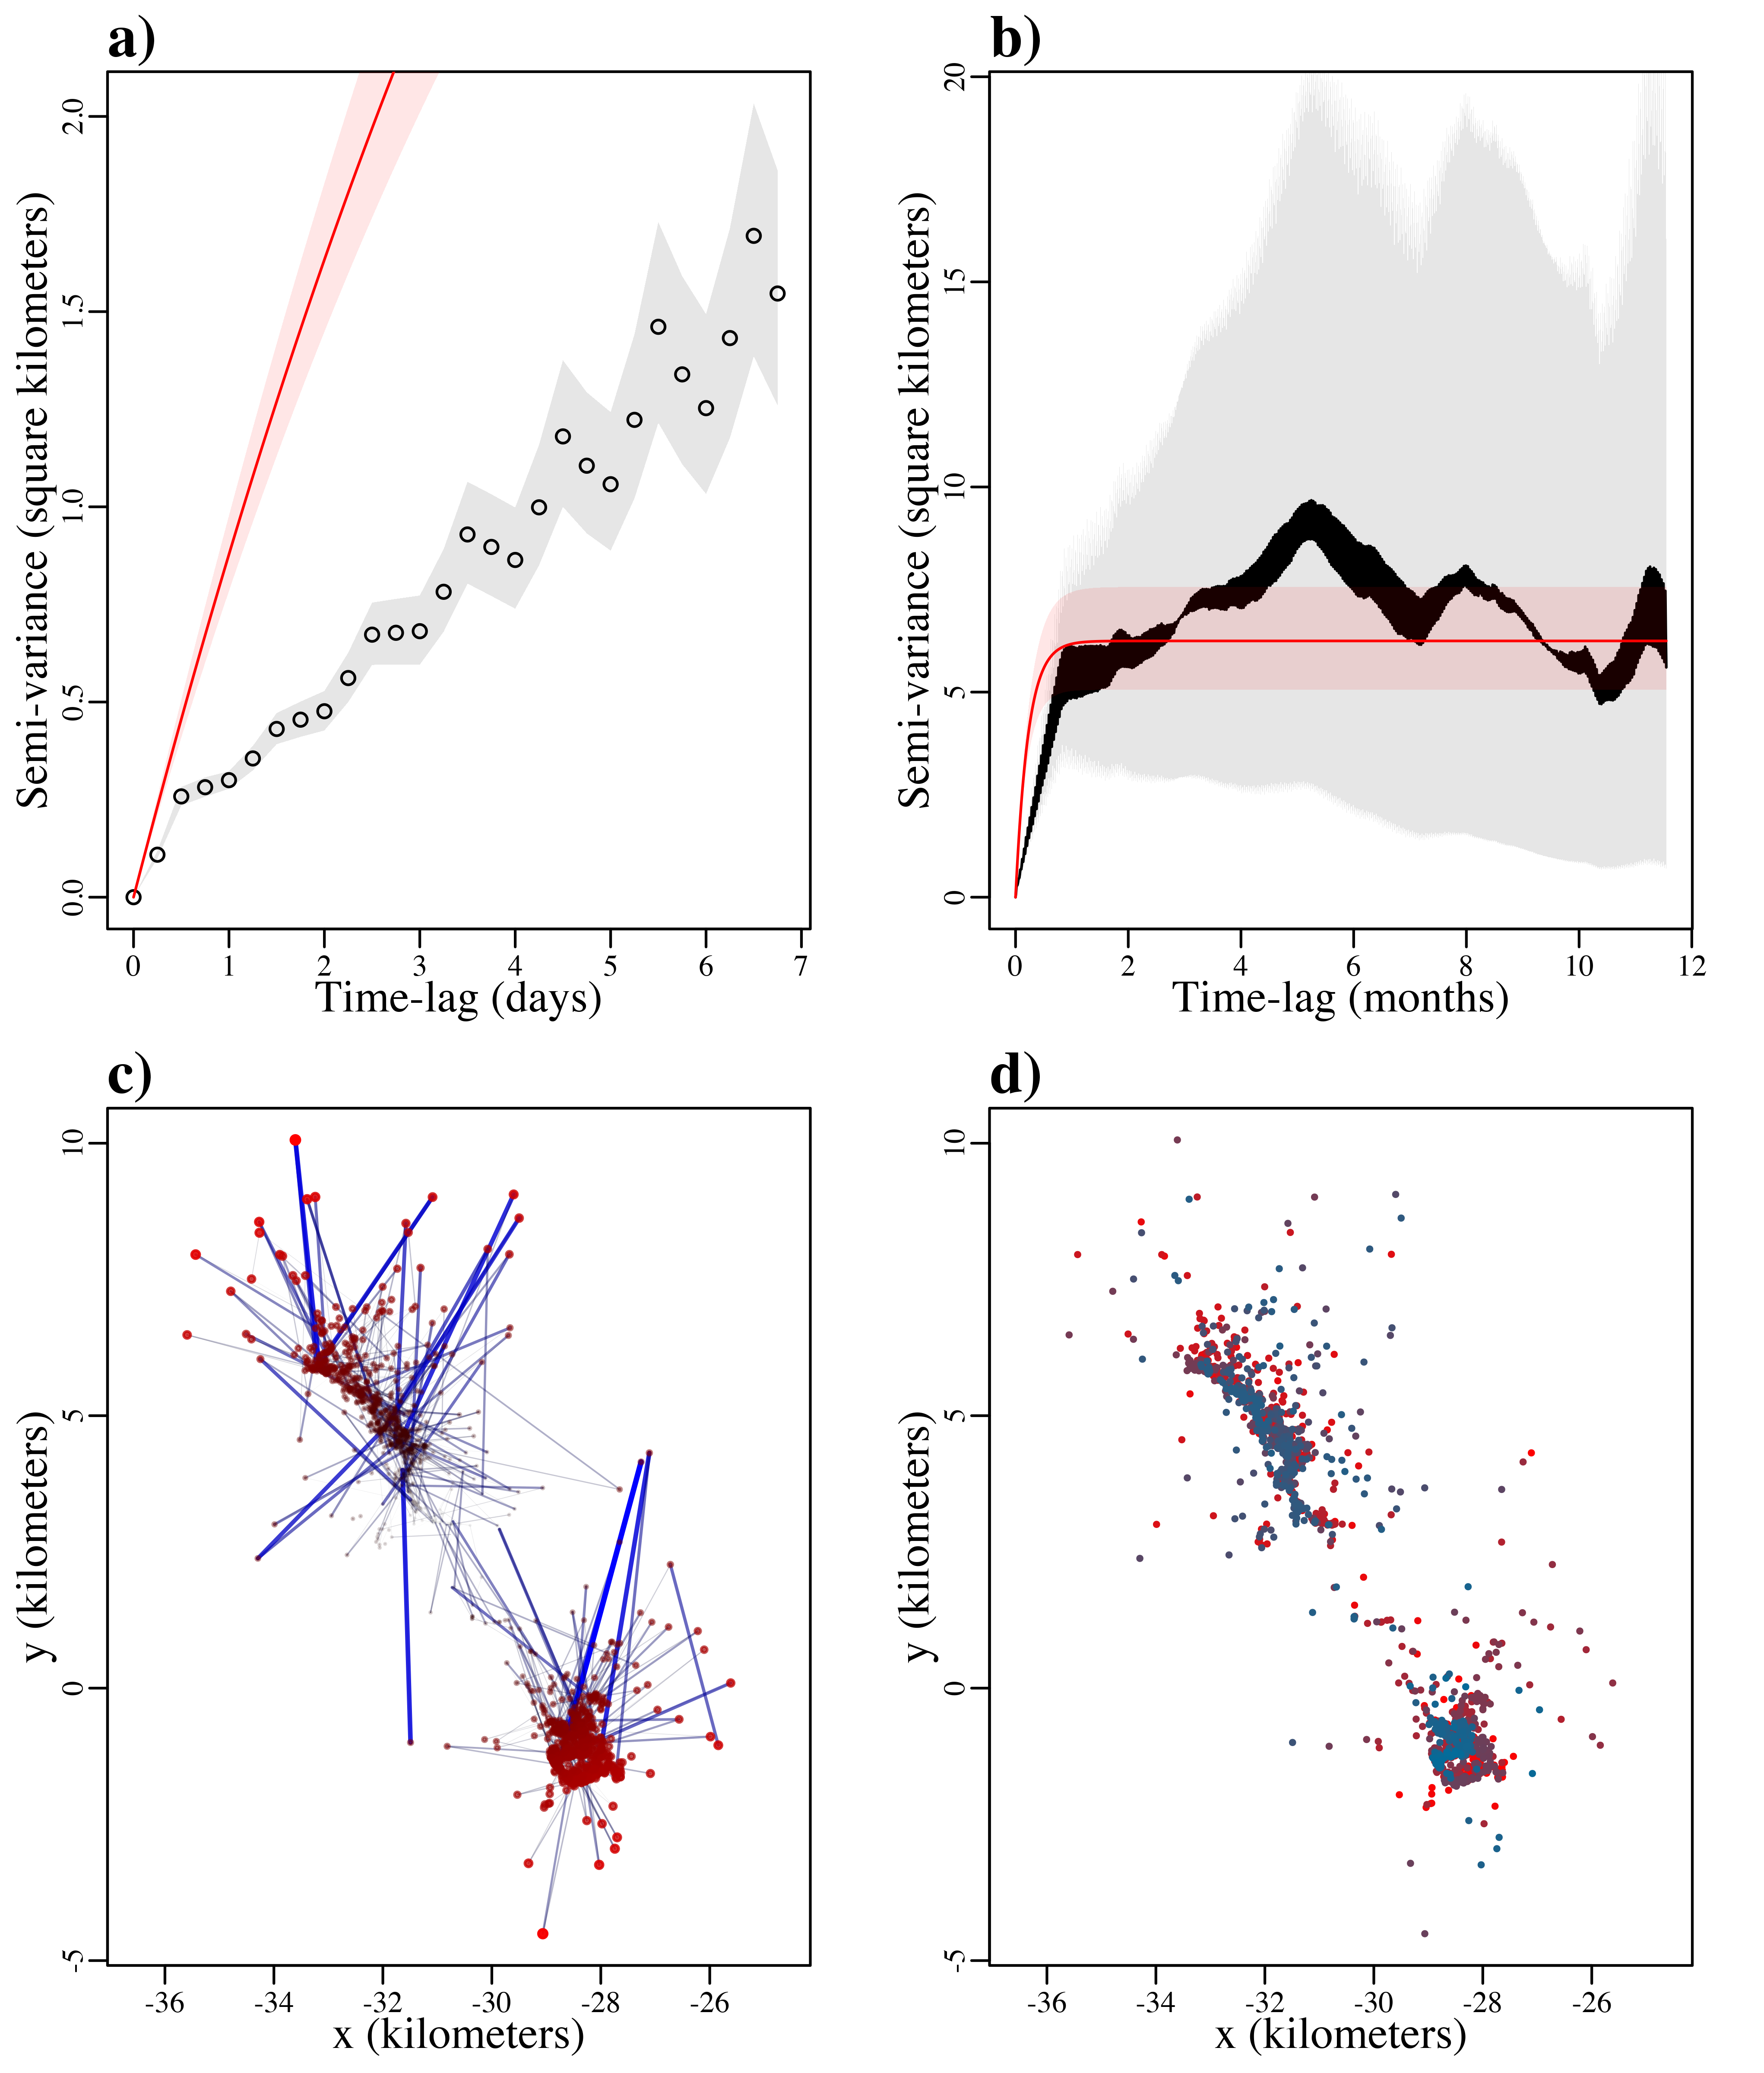 a)
Semi-variance (square kilometers)
2.0
1.5
1.0
0.5
0.0
0 1 2 3 4 5 6 7
Time-lag (days)
b)
Semi-variance (square kilometers)
20
15
10
5
0
0 2 4 6 8 10 12
Time-lag (months)
c)
y (kilometers)
10
5
0
-5
-36 -34 -32 -30 -28 -26
x (kilometers)
d)
y (kilometers)
10
5
0
-5
-36 -34 -32 -30 -28 -26
x (kilometers)